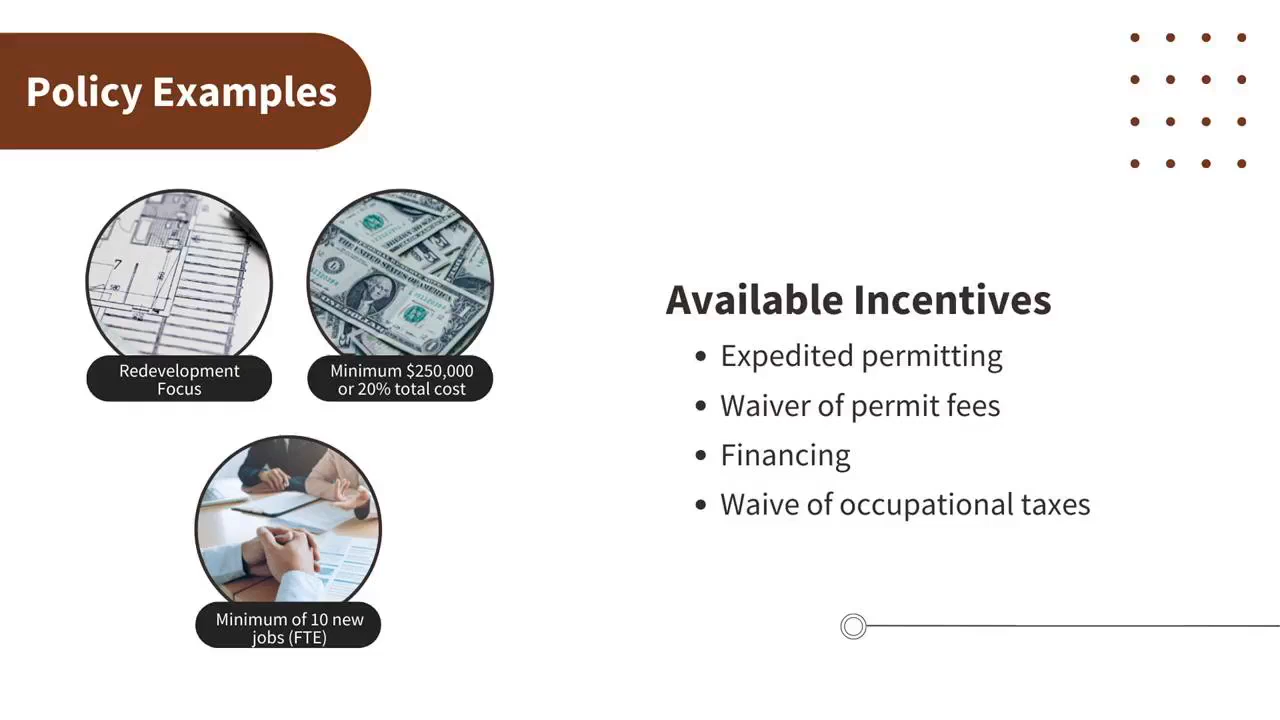 Policy Examples
Redevelopment
Focus
Minimum $250,000
or 20% total cost
Minimum of 10 new
jobs (FTE)
Available Incentives
• Expedited permitting
• Waiver of permit fees
• Financing
• Waive of occupational taxes